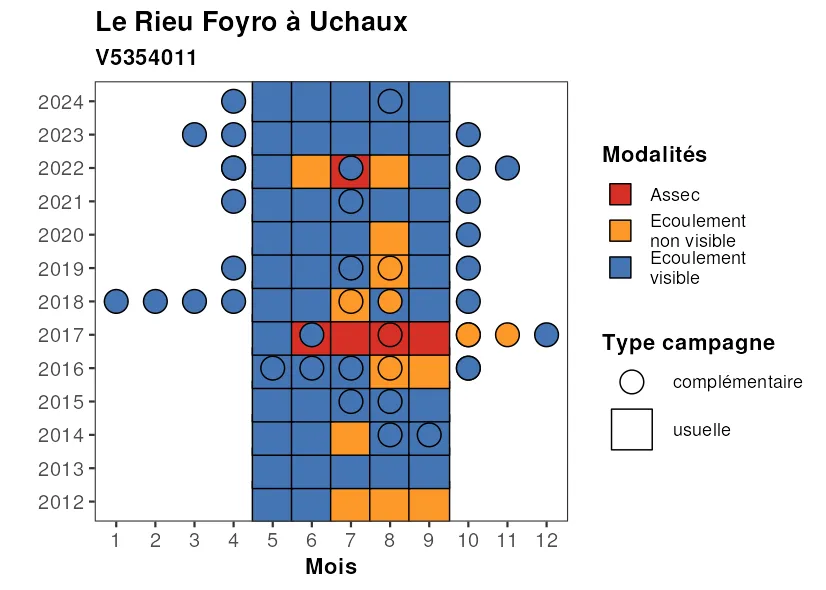 Le Rieu Foyro à Uchaux
V5354011
2024
2023
2022
2021
2020
2019
2018
2017
2016
2015
2014
2013
2012
1 2 3 4 5 6 7 8 9 10 11 12
Mois
Modalités
Assec
Ecoulement
non visible
Ecoulement
visible
Type campagne
complémentaire
usuelle